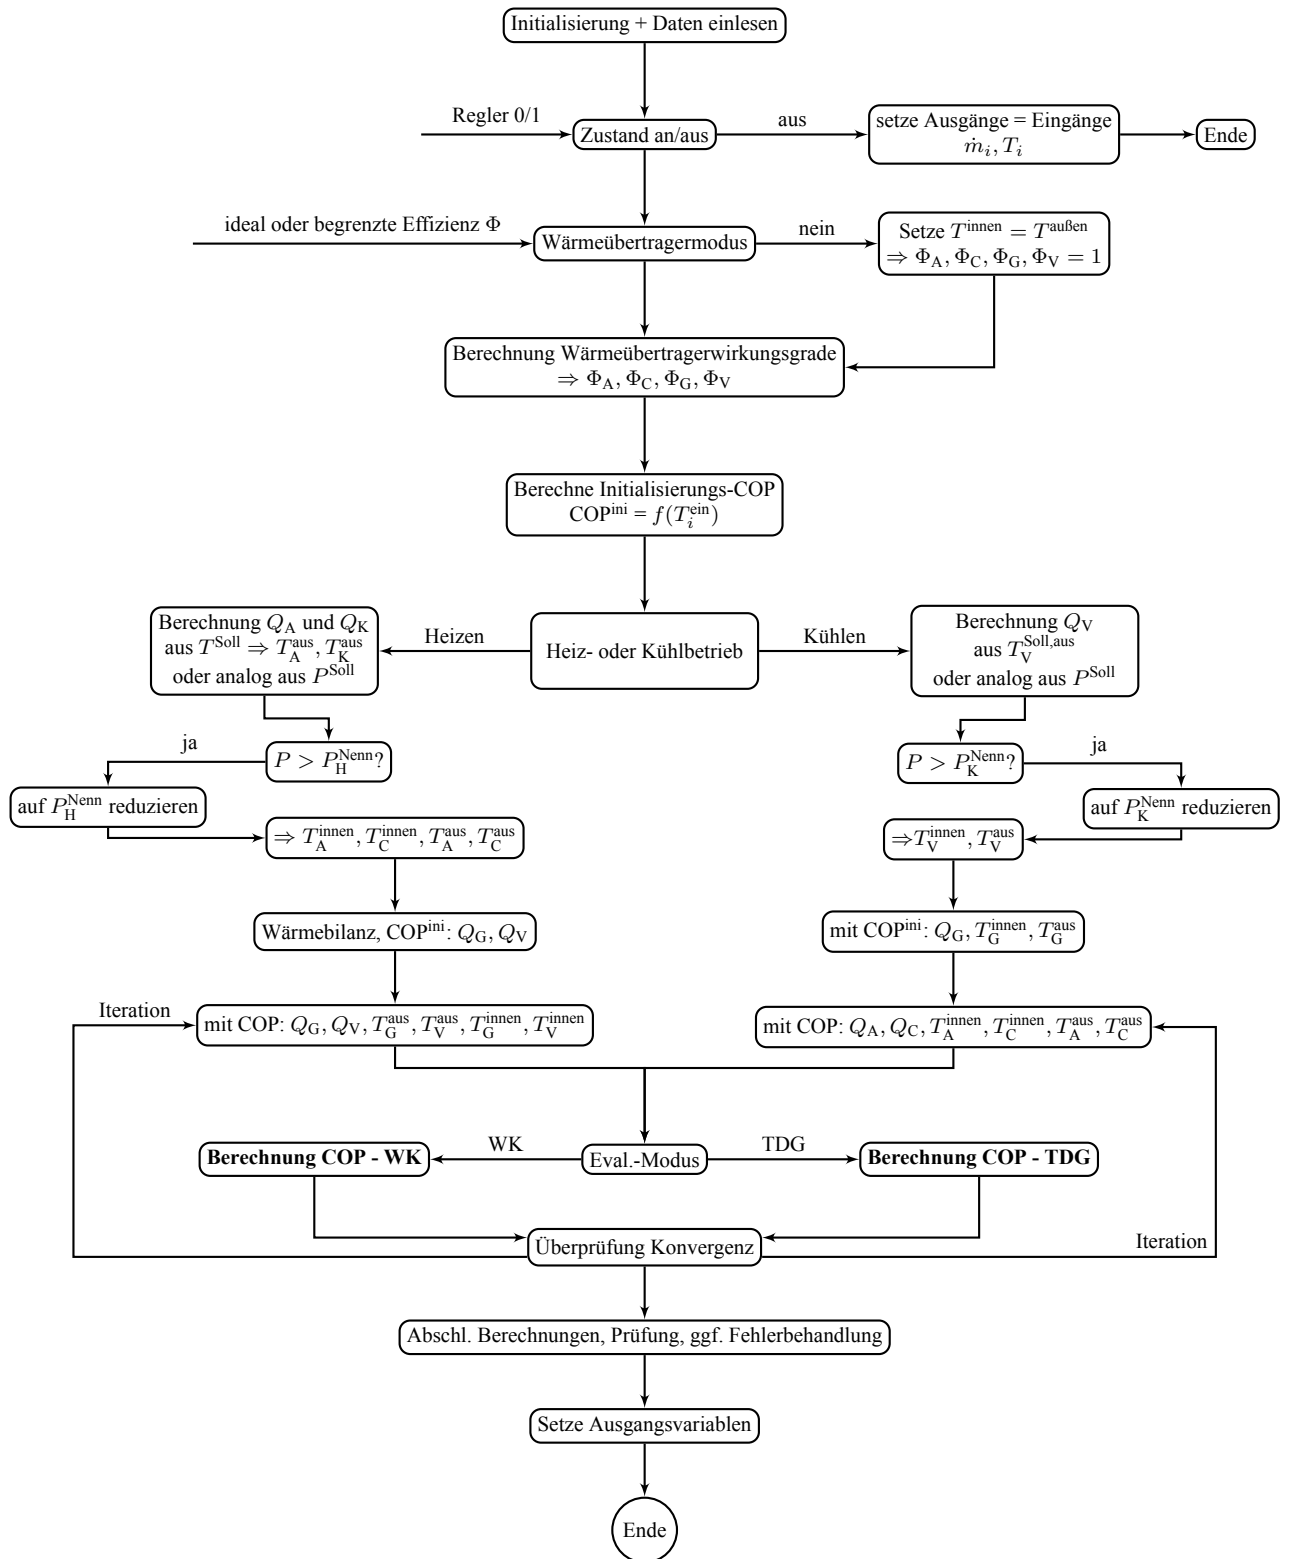 Initialisierung + Daten einlesen
Regler 0/1
Zustand an/aus
aus
setze Ausgänge = Eingänge
ṁ_i, T_i
Ende
ideal oder begrenzte Effizienz Φ
Wärmeübertragermodus
nein
Setze T^innen = T^außen
⇒ Φ_A, Φ_C, Φ_G, Φ_V = 1
Berechnung Wärmeübertragerwirkungsgrade
⇒ Φ_A, Φ_C, Φ_G, Φ_V
Berechne Initialisierungs-COP
COP^ini = f(T_i^ein)
Berechnung Q_A und Q_K
aus T^Soll ⇒ T_A^aus, T_K^aus
oder analog aus P^Soll
Heizen
Heiz- oder Kühlbetrieb
Kühlen
Berechnung Q_V
aus T_V^Soll,aus
oder analog aus P^Soll
ja
P > P_H^Nenn?
P > P_K^Nenn?
ja
auf P_H^Nenn reduzieren
auf P_K^Nenn reduzieren
⇒ T_A^innen, T_C^innen, T_A^aus, T_C^aus
⇒T_V^innen, T_V^aus
Wärmebilanz, COP^ini: Q_G, Q_V
mit COP^ini: Q_G, T_G^innen, T_G^aus
Iteration
mit COP: Q_G, Q_V, T_G^aus, T_V^aus, T_G^innen, T_V^innen
mit COP: Q_A, Q_C, T_A^innen, T_C^innen, T_A^aus, T_C^aus
Berechnung COP - WK
WK
Eval.-Modus
TDG
Berechnung COP - TDG
Überprüfung Konvergenz
Iteration
Abschl. Berechnungen, Prüfung, ggf. Fehlerbehandlung
Setze Ausgangsvariablen
Ende